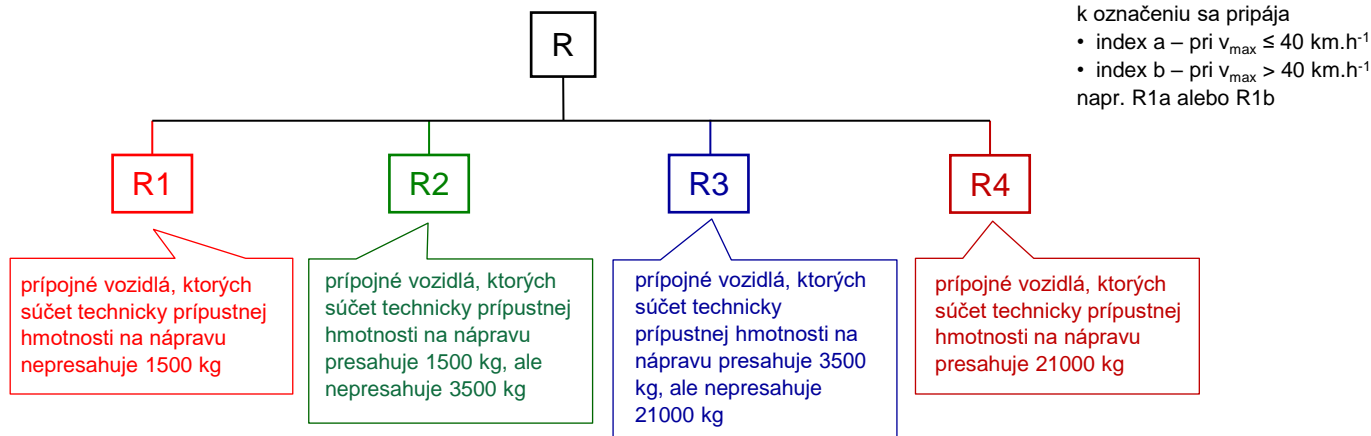 k označeniu sa pripája
• index a – pri vmax ≤ 40 km.h-1
• index b – pri vmax > 40 km.h-1
napr. R1a alebo R1b
R
R1
R2
R3
R4
prípojné vozidlá, ktorých
súčet technicky prípustnej
hmotnosti na nápravu
nepresahuje 1500 kg
prípojné vozidlá, ktorých
súčet technicky prípustnej
hmotnosti na nápravu
presahuje 1500 kg, ale
nepresahuje 3500 kg
prípojné vozidlá, ktorých
súčet technicky
prípustnej hmotnosti na
nápravu presahuje 3500
kg, ale nepresahuje
21000 kg
prípojné vozidlá, ktorých
súčet technicky prípustnej
hmotnosti na nápravu
presahuje 21000 kg